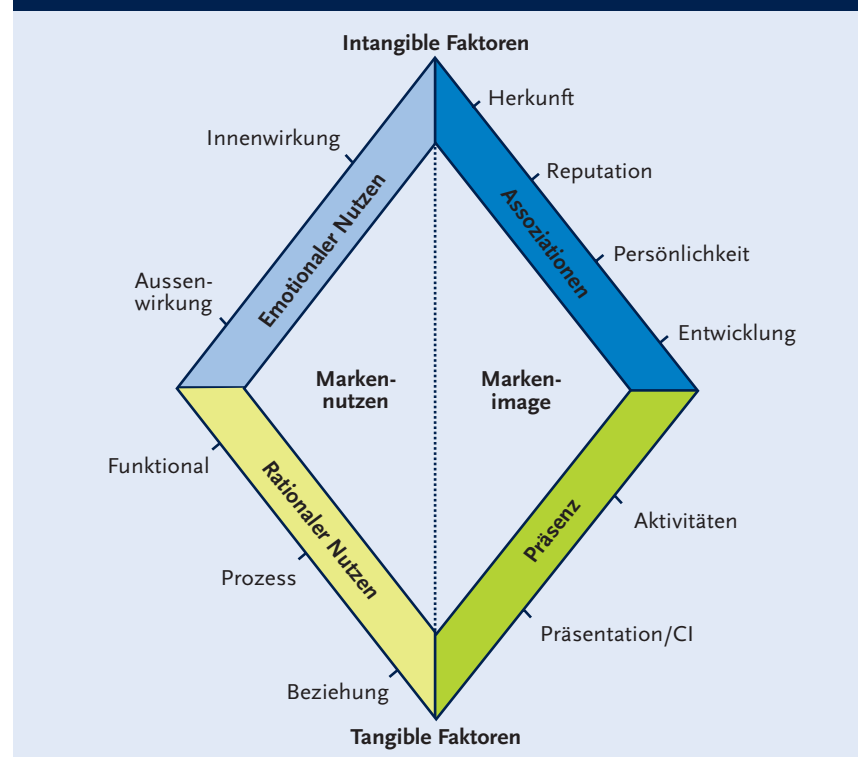 Intangible Faktoren
Herkunft
Innenwirkung
Reputation
Emotionaler Nutzen
Assoziationen
Persönlichkeit
Aussen-
wirkung
Entwicklung
Marken-
nutzen
Marken-
image
Funktional
Rationaler Nutzen
Präsenz
Aktivitäten
Prozess
Präsentation/CI
Beziehung
Tangible Faktoren